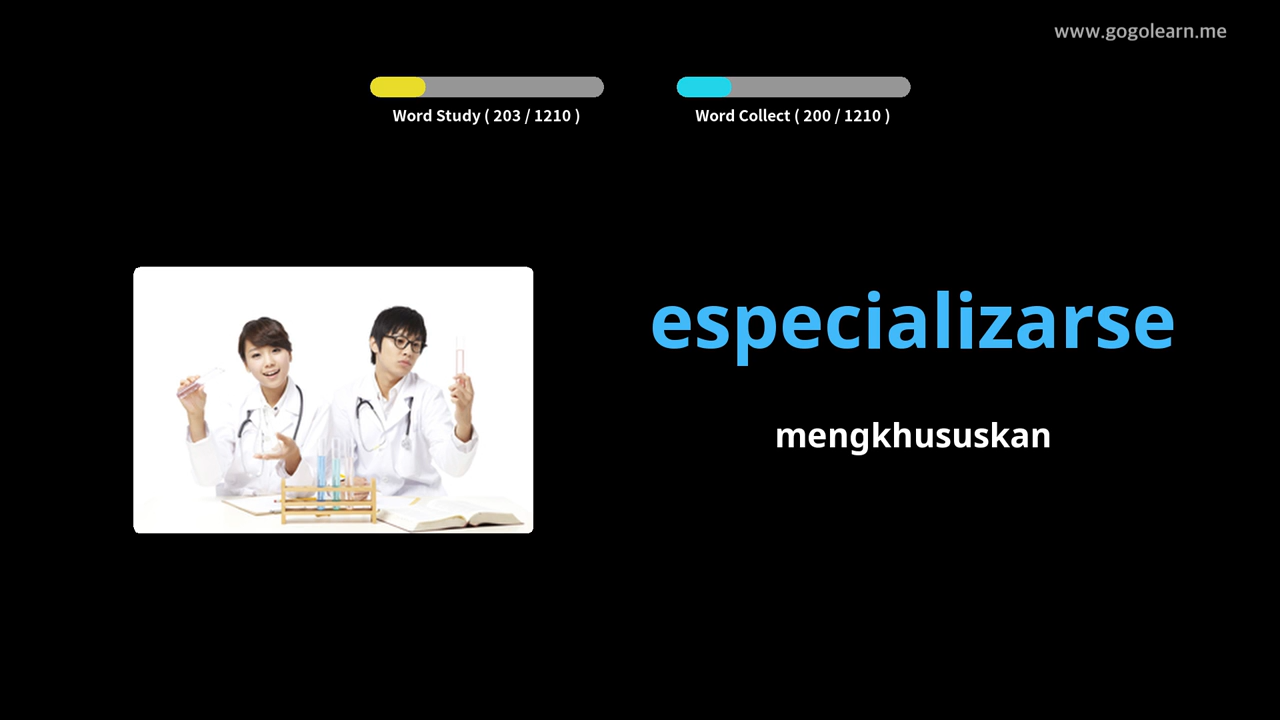 www.gogolearn.me
Word Study ( 203 / 1210 )
Word Collect ( 200 / 1210 )
especializarse
mengkhususkan